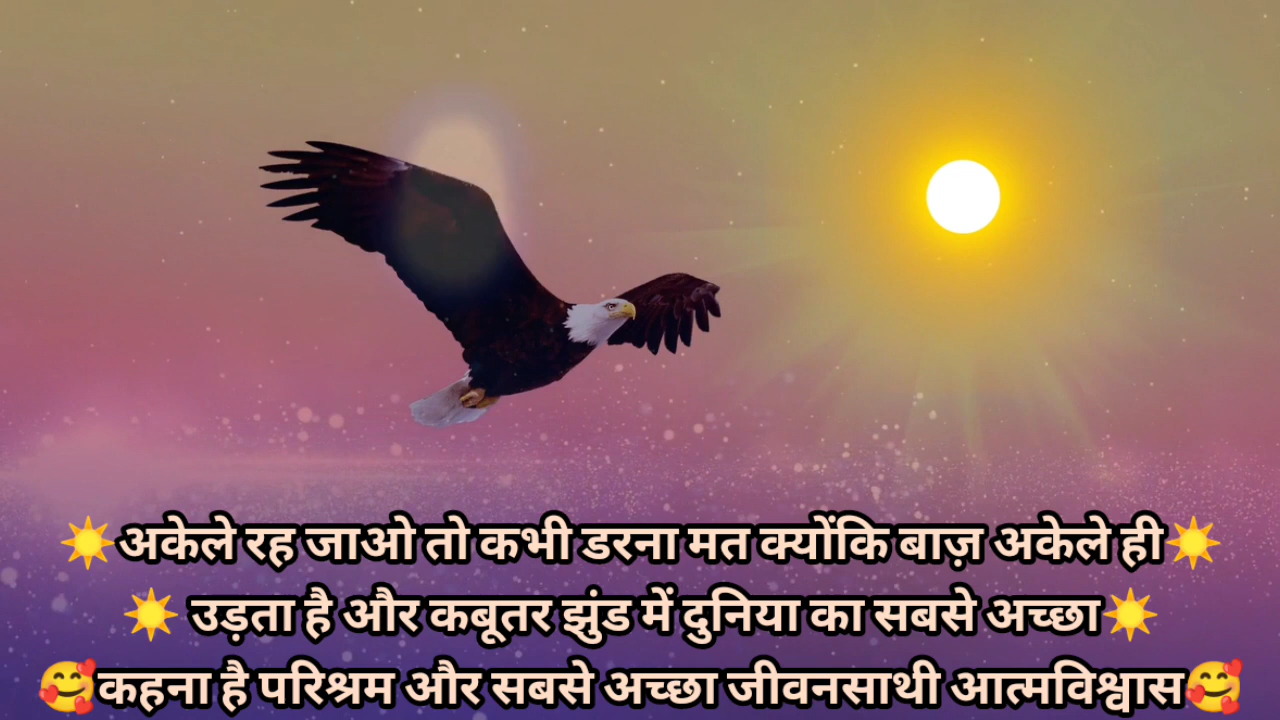 ☀️अकेले रह जाओ तो कभी डरना मत क्योंकि बाज़ अकेले ही☀️
☀️ उड़ता है और कबूतर झुंड में दुनिया का सबसे अच्छा☀️
🥰कहना है परिश्रम और सबसे अच्छा जीवनसाथी आत्मविश्वास🥰